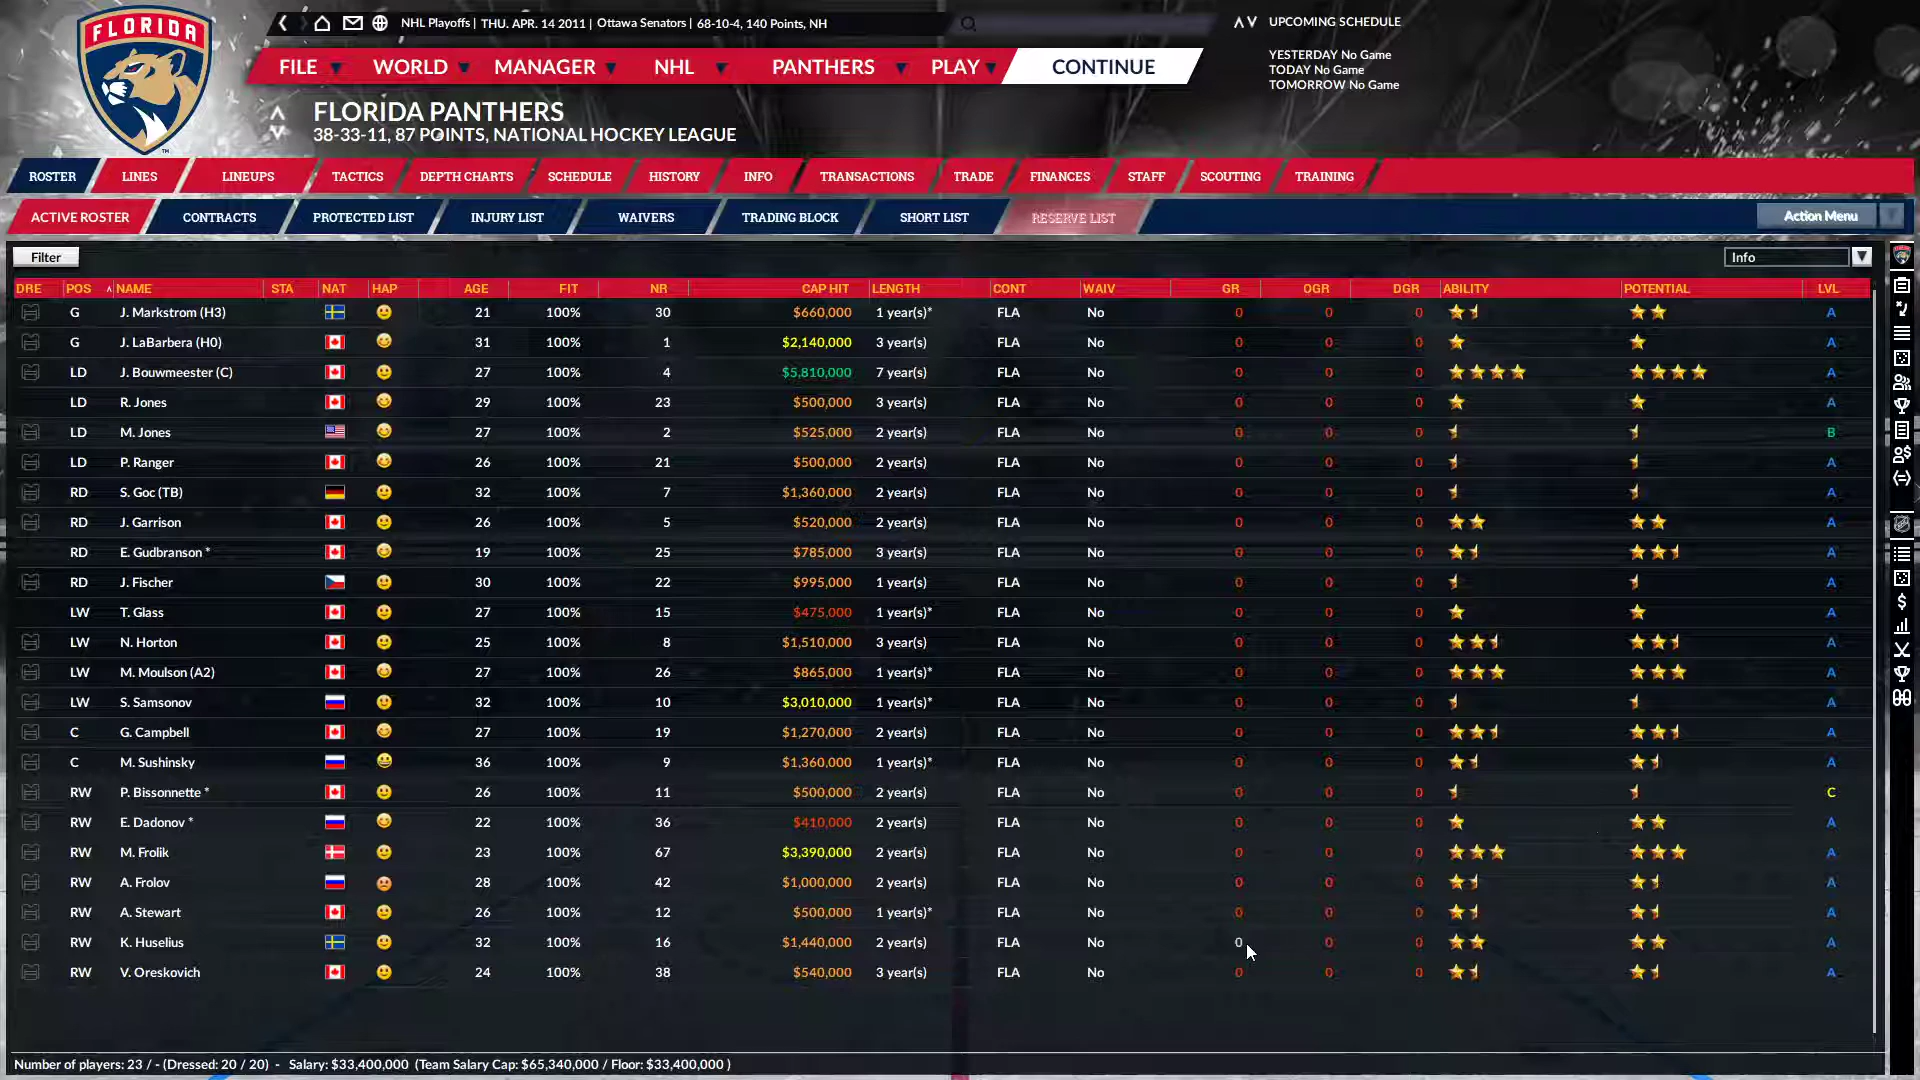 FLORIDA
NHL Playoffs | THU. APR. 14 2011 | Ottawa Senators | 68-10-4, 140 Points, NH
UPCOMING SCHEDULE
YESTERDAY No Game
TODAY No Game
TOMORROW No Game
FILE WORLD MANAGER NHL PANTHERS PLAY CONTINUE
FLORIDA PANTHERS
38-33-11, 87 POINTS, NATIONAL HOCKEY LEAGUE
ROSTER LINES LINEUPS TACTICS DEPTH CHARTS SCHEDULE HISTORY INFO TRANSACTIONS TRADE FINANCES STAFF SCOUTING TRAINING
ACTIVE ROSTER CONTRACTS PROTECTED LIST INJURY LIST WAIVERS TRADING BLOCK SHORT LIST RESERVE LIST Action Menu
Filter Info
DRE POS NAME STA NAT HAP AGE FIT NR CAP HIT LENGTH CONT WAIV GR OGR DGR ABILITY POTENTIAL LVL
G J. Markstrom (H3) 21 100% 30 $660,000 1 year(s)* FLA No 0 0 0 A
G J. LaBarbera (H0) 31 100% 1 $2,140,000 3 year(s) FLA No 0 0 0 A
LD J. Bouwmeester (C) 27 100% 4 $5,810,000 7 year(s) FLA No 0 0 0 A
LD R. Jones 29 100% 23 $500,000 3 year(s) FLA No 0 0 0 A
LD M. Jones 27 100% 2 $525,000 2 year(s) FLA No 0 0 0 B
LD P. Ranger 26 100% 21 $500,000 2 year(s) FLA No 0 0 0 A
RD S. Goc (TB) 32 100% 7 $1,360,000 2 year(s) FLA No 0 0 0 A
RD J. Garrison 26 100% 5 $520,000 2 year(s) FLA No 0 0 0 A
RD E. Gudbranson * 19 100% 25 $785,000 3 year(s) FLA No 0 0 0 A
RD J. Fischer 30 100% 22 $995,000 1 year(s) FLA No 0 0 0 A
LW T. Glass 27 100% 15 $475,000 1 year(s)* FLA No 0 0 0 A
LW N. Horton 25 100% 8 $1,510,000 3 year(s) FLA No 0 0 0 A
LW M. Moulson (A2) 27 100% 26 $865,000 1 year(s)* FLA No 0 0 0 A
LW S. Samsonov 32 100% 10 $3,010,000 1 year(s)* FLA No 0 0 0 A
C G. Campbell 27 100% 19 $1,270,000 2 year(s) FLA No 0 0 0 A
C M. Sushinsky 36 100% 9 $1,360,000 1 year(s)* FLA No 0 0 0 A
RW P. Bissonnette * 26 100% 11 $500,000 2 year(s) FLA No 0 0 0 C
RW E. Dadonov * 22 100% 36 $410,000 2 year(s) FLA No 0 0 0 A
RW M. Frolik 23 100% 67 $3,390,000 2 year(s) FLA No 0 0 0 A
RW A. Frolov 28 100% 42 $1,000,000 2 year(s) FLA No 0 0 0 A
RW A. Stewart 26 100% 12 $500,000 1 year(s)* FLA No 0 0 0 A
RW K. Huselius 32 100% 16 $1,440,000 2 year(s) FLA No 0 0 0 A
RW V. Oreskovich 24 100% 38 $540,000 3 year(s) FLA No 0 0 0 A
Number of players: 23 / - (Dressed: 20 / 20) - Salary: $33,400,000 (Team Salary Cap: $65,340,000 / Floor: $33,400,000 )